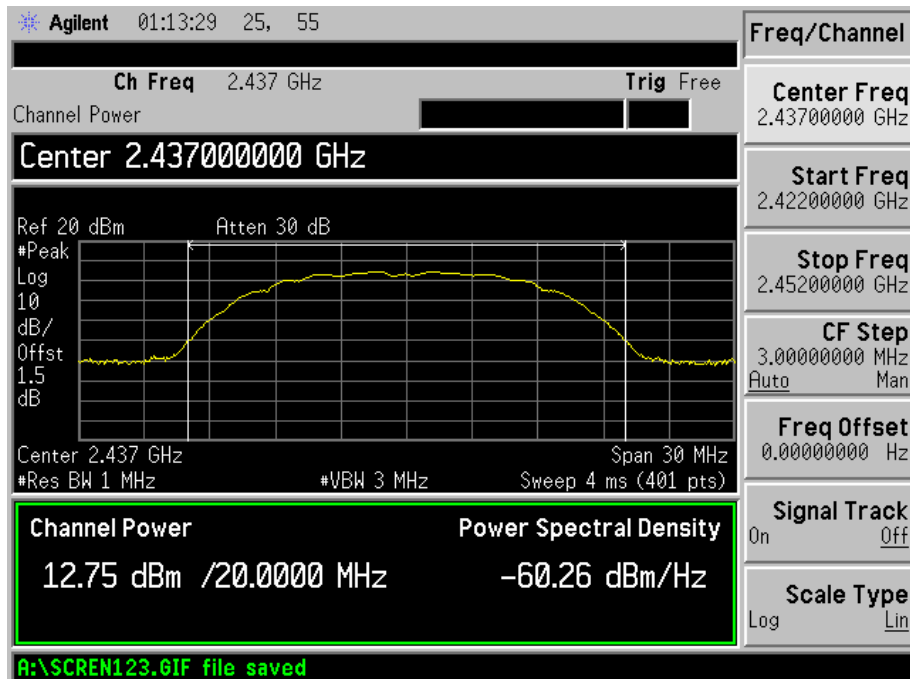 Agilent 01:13:29 25, 55
Freq/Channel
Ch Freq 2.437 GHz
Trig Free
Channel Power
Center 2.437000000 GHz
Ref 20 dBm
Atten 30 dB
#Peak
Log
10
dB/
Offst
1.5
dB
Center 2.437 GHz
Span 30 MHz
#Res BW 1 MHz
#VBW 3 MHz
Sweep 4 ms (401 pts)
Channel Power
Power Spectral Density
12.75 dBm /20.0000 MHz
-60.26 dBm/Hz
A:\SCREN123.GIF file saved
Center Freq
2.43700000 GHz
Start Freq
2.42200000 GHz
Stop Freq
2.45200000 GHz
CF Step
3.00000000 MHz
Auto Man
Freq Offset
0.00000000 Hz
Signal Track
On Off
Scale Type
Log Lin